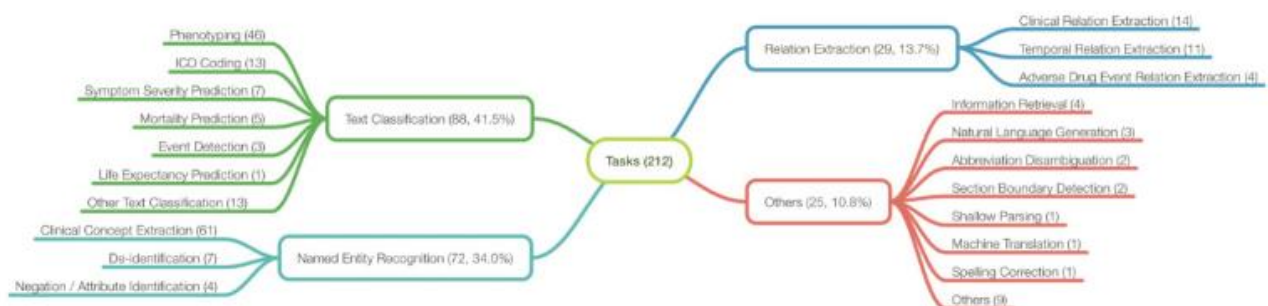 Phenotyping (46)
ICD Coding (13)
Symptom Severity Prediction (7)
Mortality Prediction (5)
Event Detection (3)
Life Expectancy Prediction (1)
Other Text Classification (13)
Text Classification (88, 41.5%)
Clinical Concept Extraction (61)
De-identification (7)
Negation / Attribute Identification (4)
Named Entity Recognition (72, 34.0%)
Tasks (212)
Relation Extraction (29, 13.7%)
Clinical Relation Extraction (14)
Temporal Relation Extraction (11)
Adverse Drug Event Relation Extraction (4)
Others (25, 10.8%)
Information Retrieval (4)
Natural Language Generation (3)
Abbreviation Disambiguation (2)
Section Boundary Detection (2)
Shallow Parsing (1)
Machine Translation (1)
Spelling Correction (1)
Others (9)